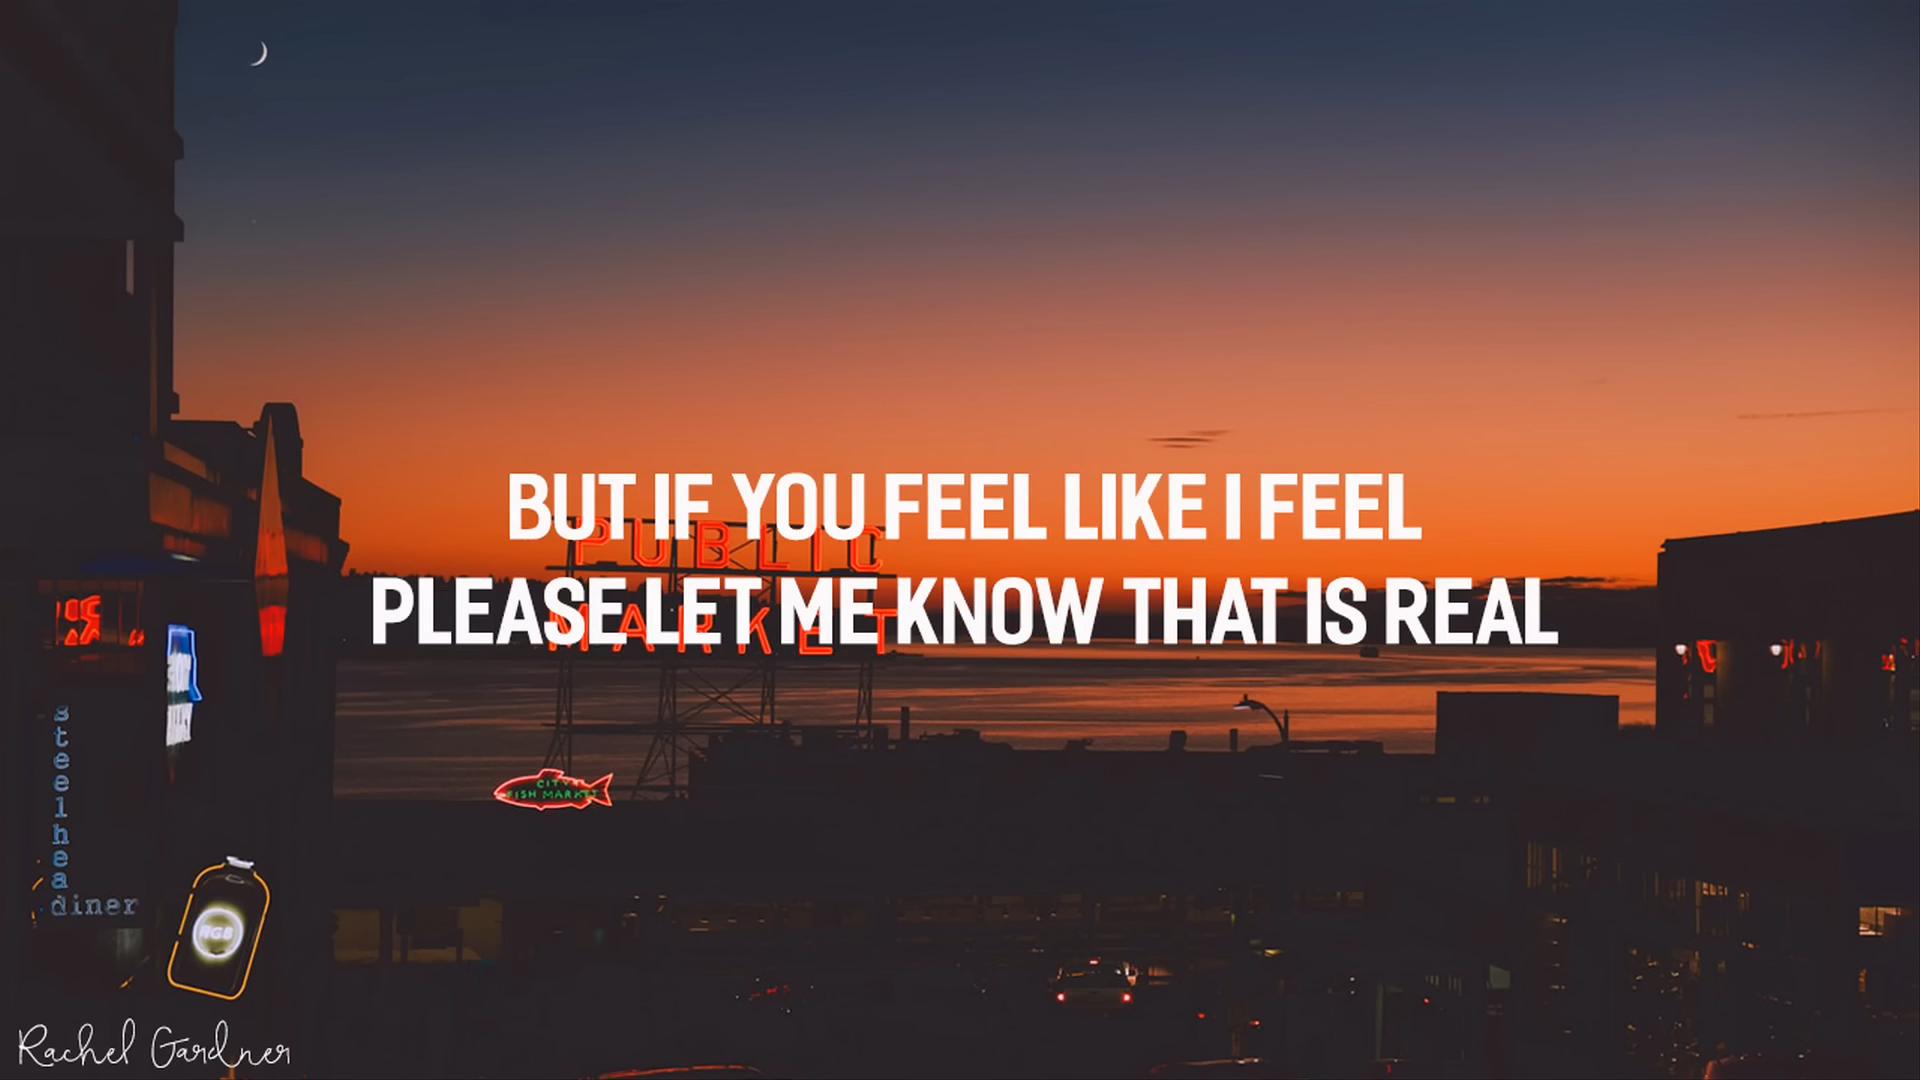 BUT IF YOU FEEL LIKE I FEEL
PLEASE LET ME KNOW THAT IS REAL
PUBLIC
MARKET
CITY
FISH MARKET
steelhead
diner
RGB
Rachel Gardner